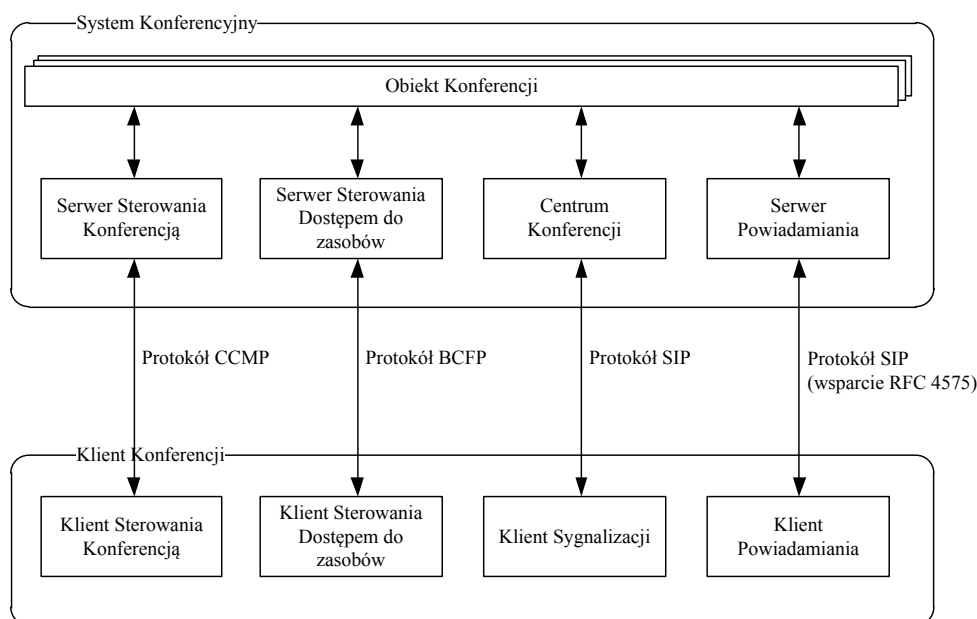 System Konferencyjny
Obiekt Konferencji
Serwer Sterowania
Konferencją
Serwer Sterowania
Dostępem do
zasobów
Centrum
Konferencji
Serwer
Powiadamiania
Protokół CCMP
Protokół BCFP
Protokół SIP
Protokół SIP
(wsparcie RFC 4575)
Klient Konferencji
Klient Sterowania
Konferencją
Klient Sterowania
Dostępem do
zasobów
Klient Sygnalizacji
Klient
Powiadamiania